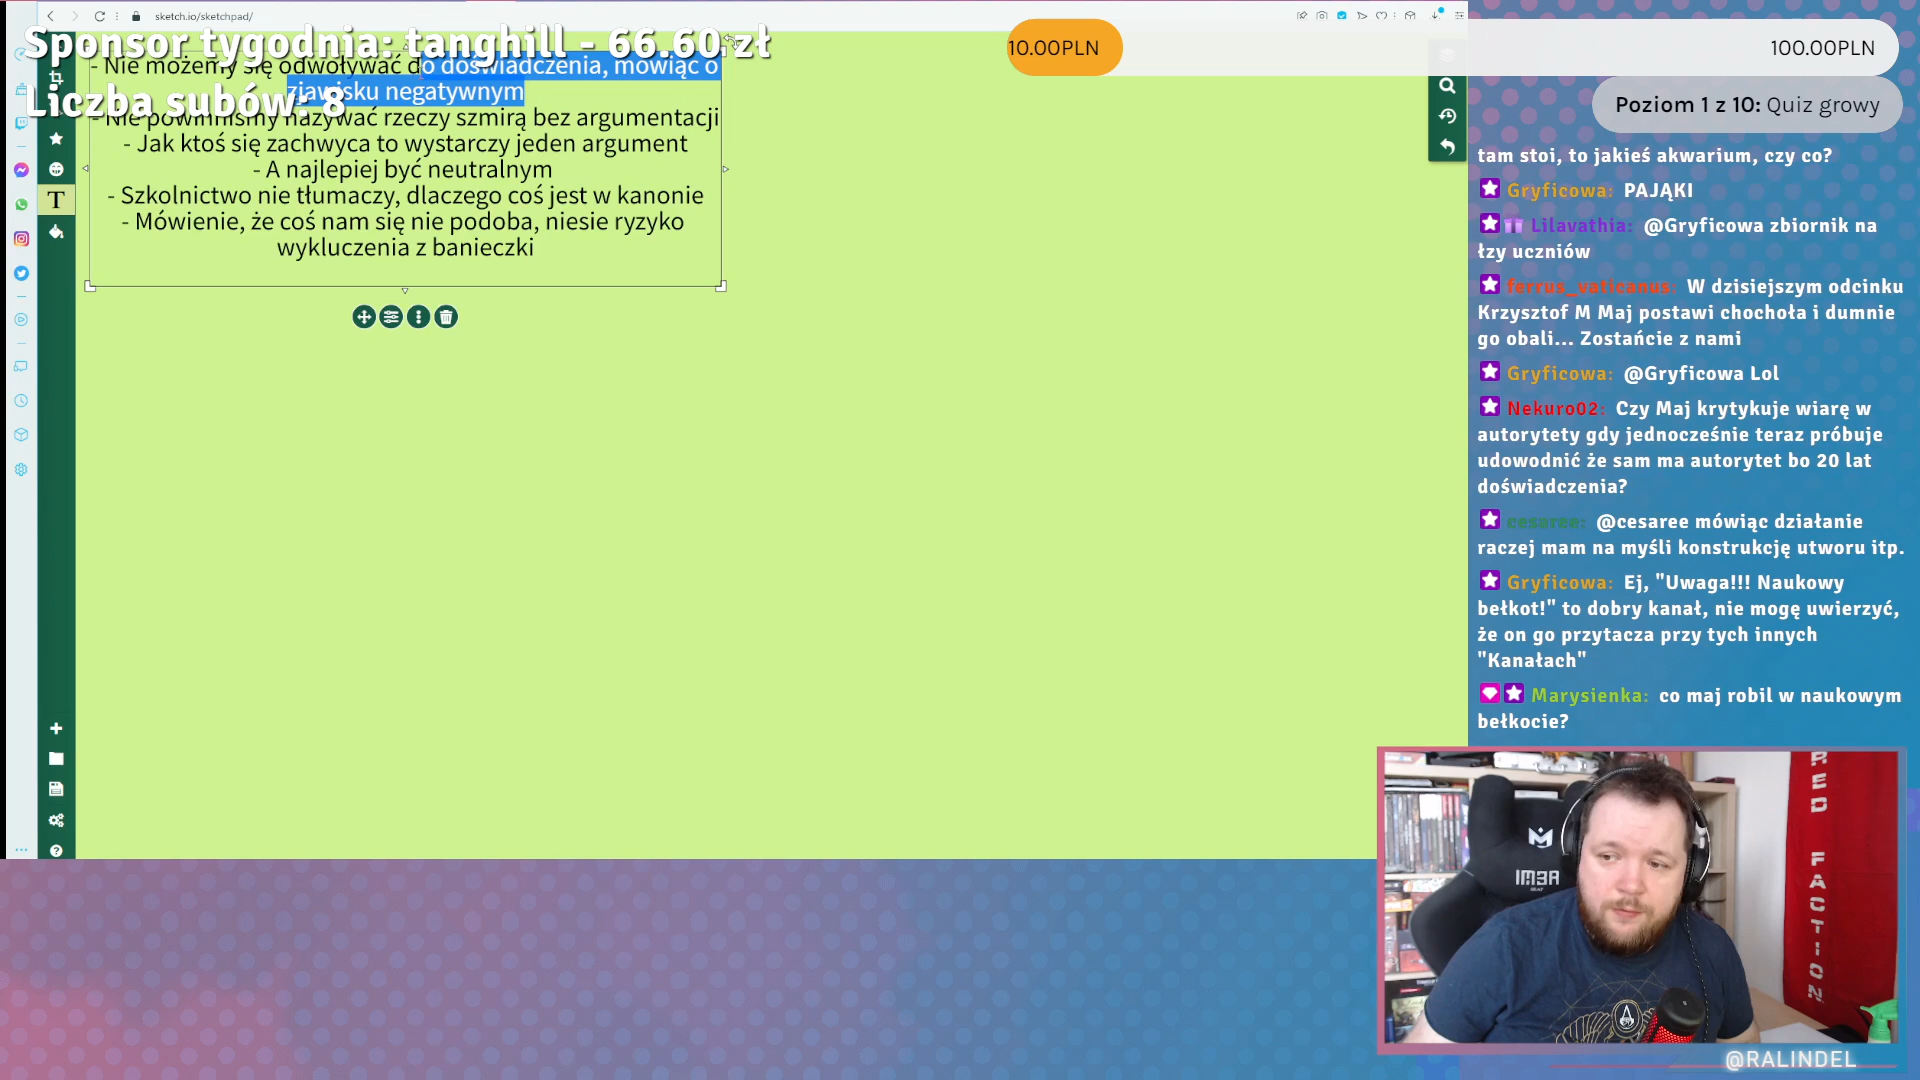 sketch.io/sketchpad/
Sponsor tygodnia: tanghill - 66.60 zł
Liczba subów: 8
- Nie możemy się odwoływać do doświadczenia, mówiąc o
zjawisku negatywnym
- Nie powinniśmy nazywać rzeczy szmirą bez argumentacji
- Jak ktoś się zachwyca to wystarczy jeden argument
- A najlepiej być neutralnym
- Szkolnictwo nie tłumaczy, dlaczego coś jest w kanonie
- Mówienie, że coś nam się nie podoba, niesie ryzyko
wykluczenia z banieczki
T
10.00PLN
100.00PLN
Poziom 1 z 10: Quiz growy
tam stoi, to jakieś akwarium, czy co?
Gryficowa: PAJĄKI
Lilavathia: @Gryficowa zbiornik na
łzy uczniów
ferrus_vaticanus: W dzisiejszym odcinku
Krzysztof M Maj postawi chochoła i dumnie
go obali... Zostańcie z nami
Gryficowa: @Gryficowa Lol
Nekuro02: Czy Maj krytykuje wiarę w
autorytety gdy jednocześnie teraz próbuje
udowodnić że sam ma autorytet bo 20 lat
doświadczenia?
cesaree: @cesaree mówiąc działanie
raczej mam na myśli konstrukcję utworu itp.
Gryficowa: Ej, "Uwaga!!! Naukowy
bełkot!" to dobry kanał, nie mogę uwierzyć,
że on go przytacza przy tych innych
"Kanałach"
Marysienka: co maj robil w naukowym
bełkocie?
IMBA
RED FACTION
@RALINDEL